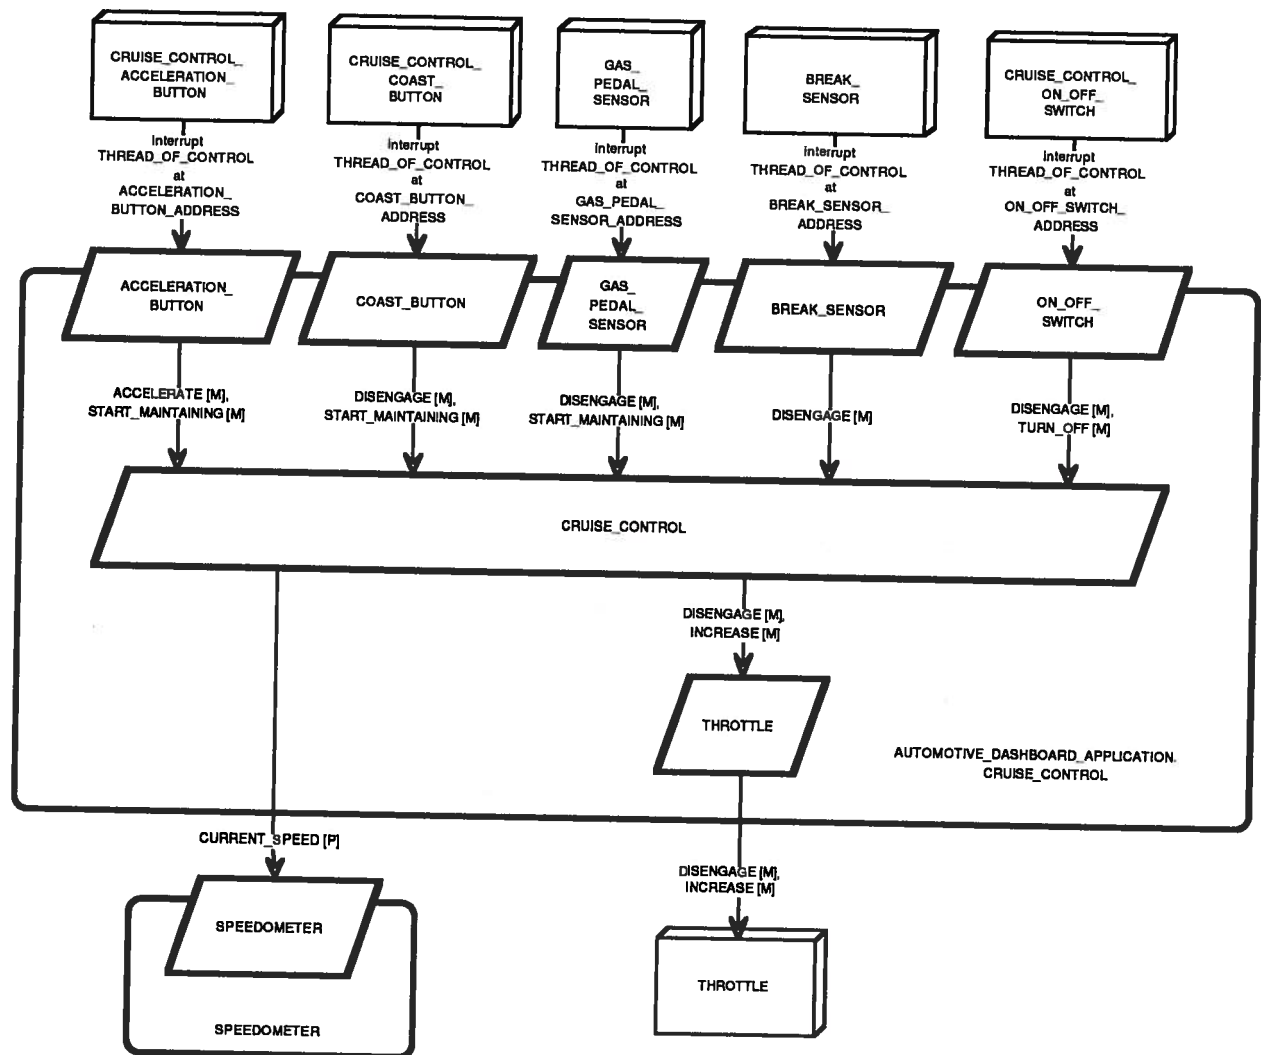 CRUISE_CONTROL_
ACCELERATION_
BUTTON
CRUISE_CONTROL_
COAST_
BUTTON
GAS_
PEDAL_
SENSOR
BREAK_
SENSOR
CRUISE_CONTROL_
ON_OFF_
SWITCH
interrupt
THREAD_OF_CONTROL
at
ACCELERATION_
BUTTON_ADDRESS
interrupt
THREAD_OF_CONTROL
at
COAST_BUTTON_
ADDRESS
interrupt
THREAD_OF_CONTROL
at
GAS_PEDAL_
SENSOR_ADDRESS
interrupt
THREAD_OF_CONTROL
at
BREAK_SENSOR_
ADDRESS
interrupt
THREAD_OF_CONTROL
at
ON_OFF_SWITCH_
ADDRESS
ACCELERATION_
BUTTON
COAST_BUTTON
GAS_
PEDAL_
SENSOR
BREAK_SENSOR
ON_OFF_
SWITCH
ACCELERATE [M],
START_MAINTAINING [M]
DISENGAGE [M],
START_MAINTAINING [M]
DISENGAGE [M],
START_MAINTAINING [M]
DISENGAGE [M]
DISENGAGE [M],
TURN_OFF [M]
CRUISE_CONTROL
DISENGAGE [M],
INCREASE [M]
THROTTLE
AUTOMOTIVE_DASHBOARD_APPLICATION.
CRUISE_CONTROL
CURRENT_SPEED [P]
DISENGAGE [M],
INCREASE [M]
SPEEDOMETER
THROTTLE
SPEEDOMETER